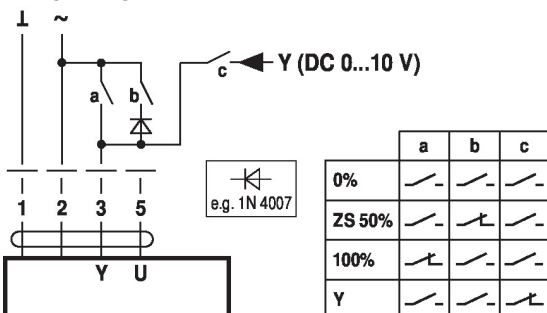 ⊥ ~
a b c Y (DC 0...10 V)
1 2 3 5
Y U
e.g. 1N 4007
a b c
0%
ZS 50%
100%
Y